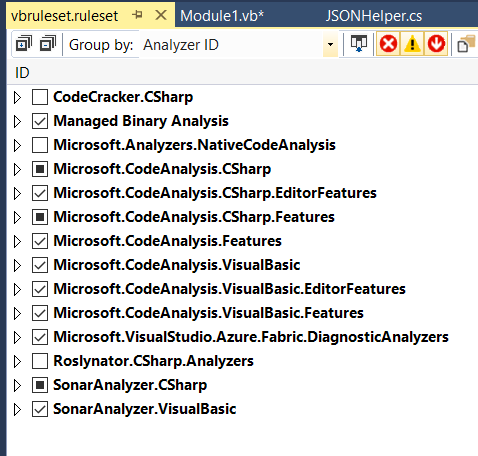 vbruleset.ruleset Module1.vb* JSONHelper.cs
Group by: Analyzer ID
ID
CodeCracker.CSharp
Managed Binary Analysis
Microsoft.Analyzers.NativeCodeAnalysis
Microsoft.CodeAnalysis.CSharp
Microsoft.CodeAnalysis.CSharp.EditorFeatures
Microsoft.CodeAnalysis.CSharp.Features
Microsoft.CodeAnalysis.Features
Microsoft.CodeAnalysis.VisualBasic
Microsoft.CodeAnalysis.VisualBasic.EditorFeatures
Microsoft.CodeAnalysis.VisualBasic.Features
Microsoft.VisualStudio.Azure.Fabric.DiagnosticAnalyzers
Roslynator.CSharp.Analyzers
SonarAnalyzer.CSharp
SonarAnalyzer.VisualBasic